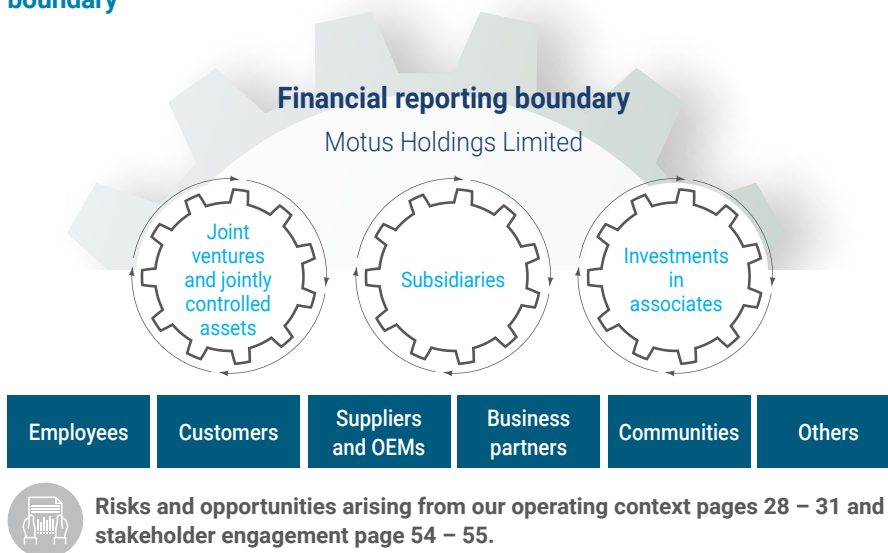 boundary
Financial reporting boundary
Motus Holdings Limited
Joint
ventures
and jointly
controlled
assets
Subsidiaries
Investments
in
associates
Employees
Customers
Suppliers
and OEMs
Business
partners
Communities
Others
Risks and opportunities arising from our operating context pages 28 – 31 and
stakeholder engagement page 54 – 55.